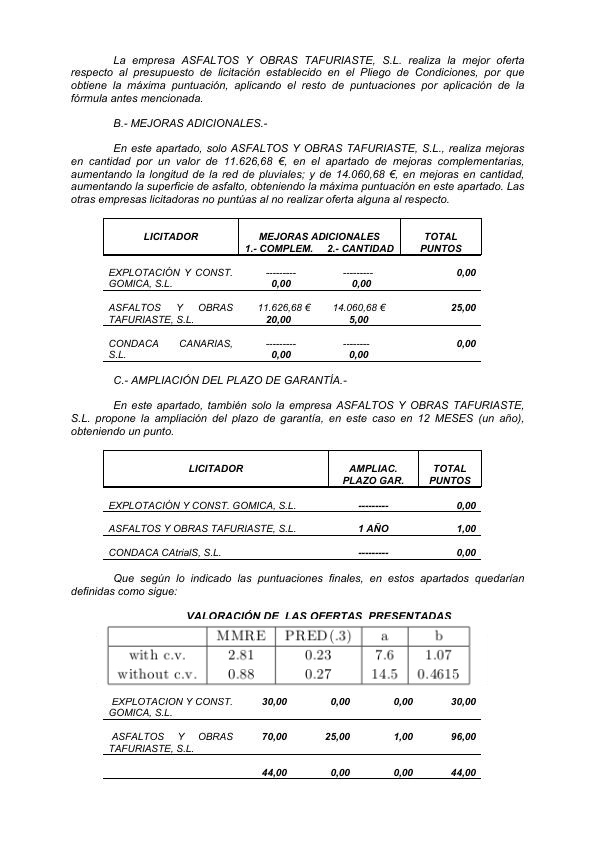 La empresa ASFALTOS Y OBRAS TAFURIASTE, S.L. realiza la mejor oferta
respecto al presupuesto de licitación establecido en el Pliego de Condiciones, por que
obtiene la máxima puntuación, aplicando el resto de puntuaciones por aplicación de la
fórmula antes mencionada.
B.- MEJORAS ADICIONALES.-
En este apartado, solo ASFALTOS Y OBRAS TAFURIASTE, S.L., realiza mejoras
en cantidad por un valor de 11.626,68 €, en el apartado de mejoras complementarias,
aumentando la longitud de la red de pluviales; y de 14.060,68 €, en mejoras en cantidad,
aumentando la superficie de asfalto, obteniendo la máxima puntuación en este apartado. Las
otras empresas licitadoras no puntúas al no realizar oferta alguna al respecto.
LICITADOR MEJORAS ADICIONALES TOTAL
1.- COMPLEM. 2.- CANTIDAD PUNTOS
EXPLOTACIÓN Y CONST. --------- --------- 0,00
GOMICA, S.L. 0,00 0,00
ASFALTOS Y OBRAS 11.626,68 € 14.060,68 € 25,00
TAFURIASTE, S.L. 20,00 5,00
CONDACA CANARIAS, --------- -------- 0,00
S.L. 0,00 0,00
C.- AMPLIACIÓN DEL PLAZO DE GARANTÍA.-
En este apartado, también solo la empresa ASFALTOS Y OBRAS TAFURIASTE,
S.L. propone la ampliación del plazo de garantía, en este caso en 12 MESES (un año),
obteniendo un punto.
LICITADOR AMPLIAC. TOTAL
PLAZO GAR. PUNTOS
EXPLOTACIÓN Y CONST. GOMICA, S.L. --------- 0,00
ASFALTOS Y OBRAS TAFURIASTE, S.L. 1 AÑO 1,00
CONDACA CAtrialS, S.L. --------- 0,00
Que según lo indicado las puntuaciones finales, en estos apartados quedarían
definidas como sigue:
VALORACIÓN DE LAS OFERTAS PRESENTADAS
MMRE PRED(.3) a b
with c.v. 2.81 0.23 7.6 1.07
without c.v. 0.88 0.27 14.5 0.4615
EXPLOTACION Y CONST. 30,00 0,00 0,00 30,00
GOMICA, S.L.
ASFALTOS Y OBRAS 70,00 25,00 1,00 96,00
TAFURIASTE, S.L.
44,00 0,00 0,00 44,00